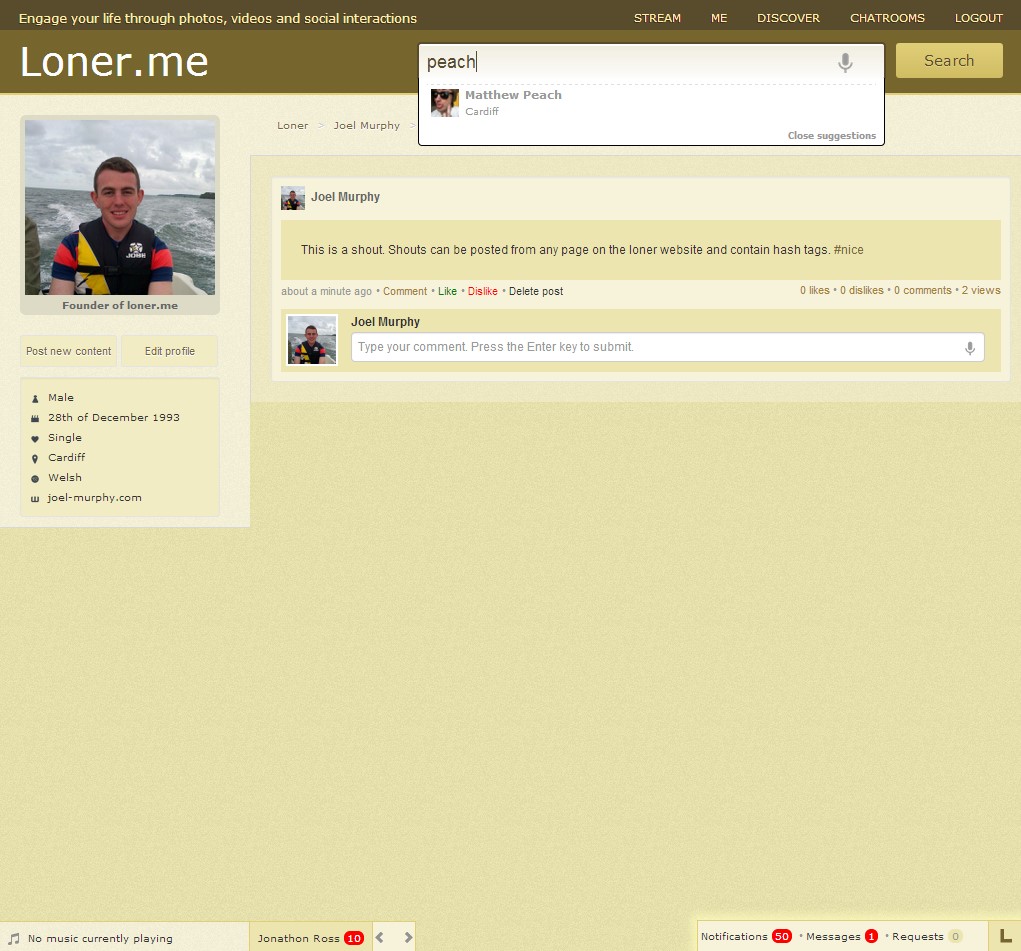 Engage your life through photos, videos and social interactions
STREAM ME DISCOVER CHATROOMS LOGOUT
Loner.me
peach
Search
Matthew Peach
Cardiff
Close suggestions
Loner > Joel Murphy >
Founder of loner.me
Post new content Edit profile
Male
28th of December 1993
Single
Cardiff
Welsh
joel-murphy.com
Joel Murphy
This is a shout. Shouts can be posted from any page on the loner website and contain hash tags. #nice
about a minute ago • Comment • Like • Dislike • Delete post
0 likes • 0 dislikes • 0 comments • 2 views
Joel Murphy
Type your comment. Press the Enter key to submit.
No music currently playing
Jonathon Ross 10
Notifications 50 • Messages 1 • Requests 0
L